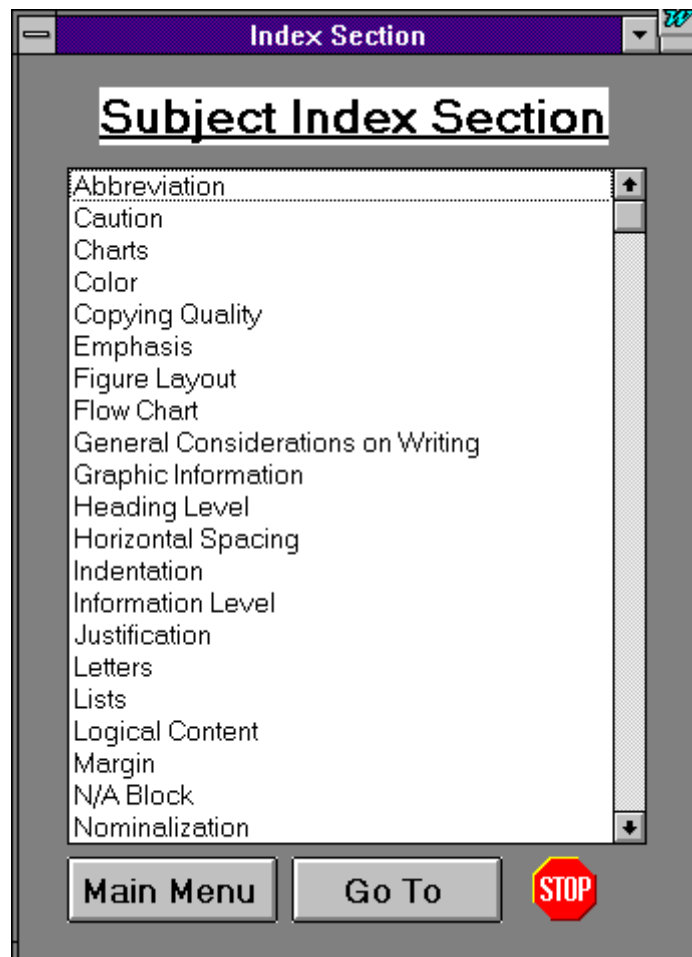 Index Section
Subject Index Section
Abbreviation
Caution
Charts
Color
Copying Quality
Emphasis
Figure Layout
Flow Chart
General Considerations on Writing
Graphic Information
Heading Level
Horizontal Spacing
Indentation
Information Level
Justification
Letters
Lists
Logical Content
Margin
N/A Block
Nominalization
Main Menu Go To STOP